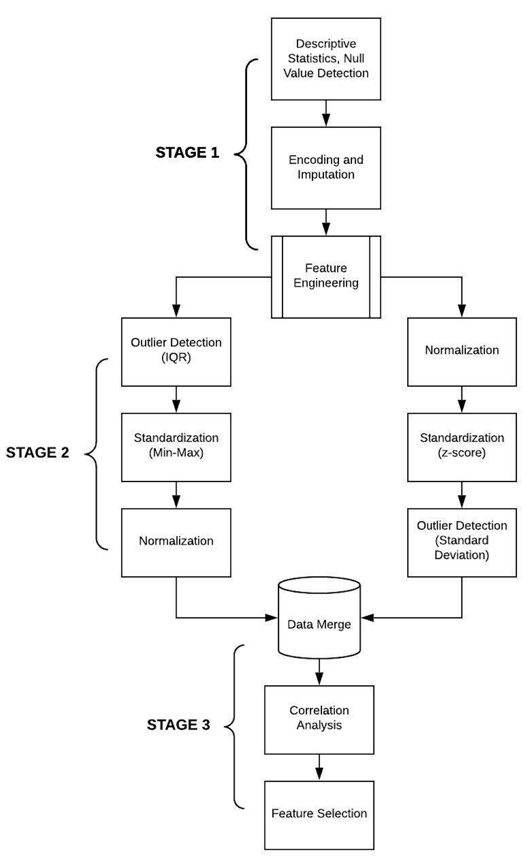 Descriptive
Statistics, Null
Value Detection
STAGE 1
Encoding and
Imputation
Feature
Engineering
Outlier Detection
(IQR)
Normalization
STAGE 2
Standardization
(Min-Max)
Standardization
(z-score)
Normalization
Outlier Detection
(Standard
Deviation)
Data Merge
STAGE 3
Correlation
Analysis
Feature Selection